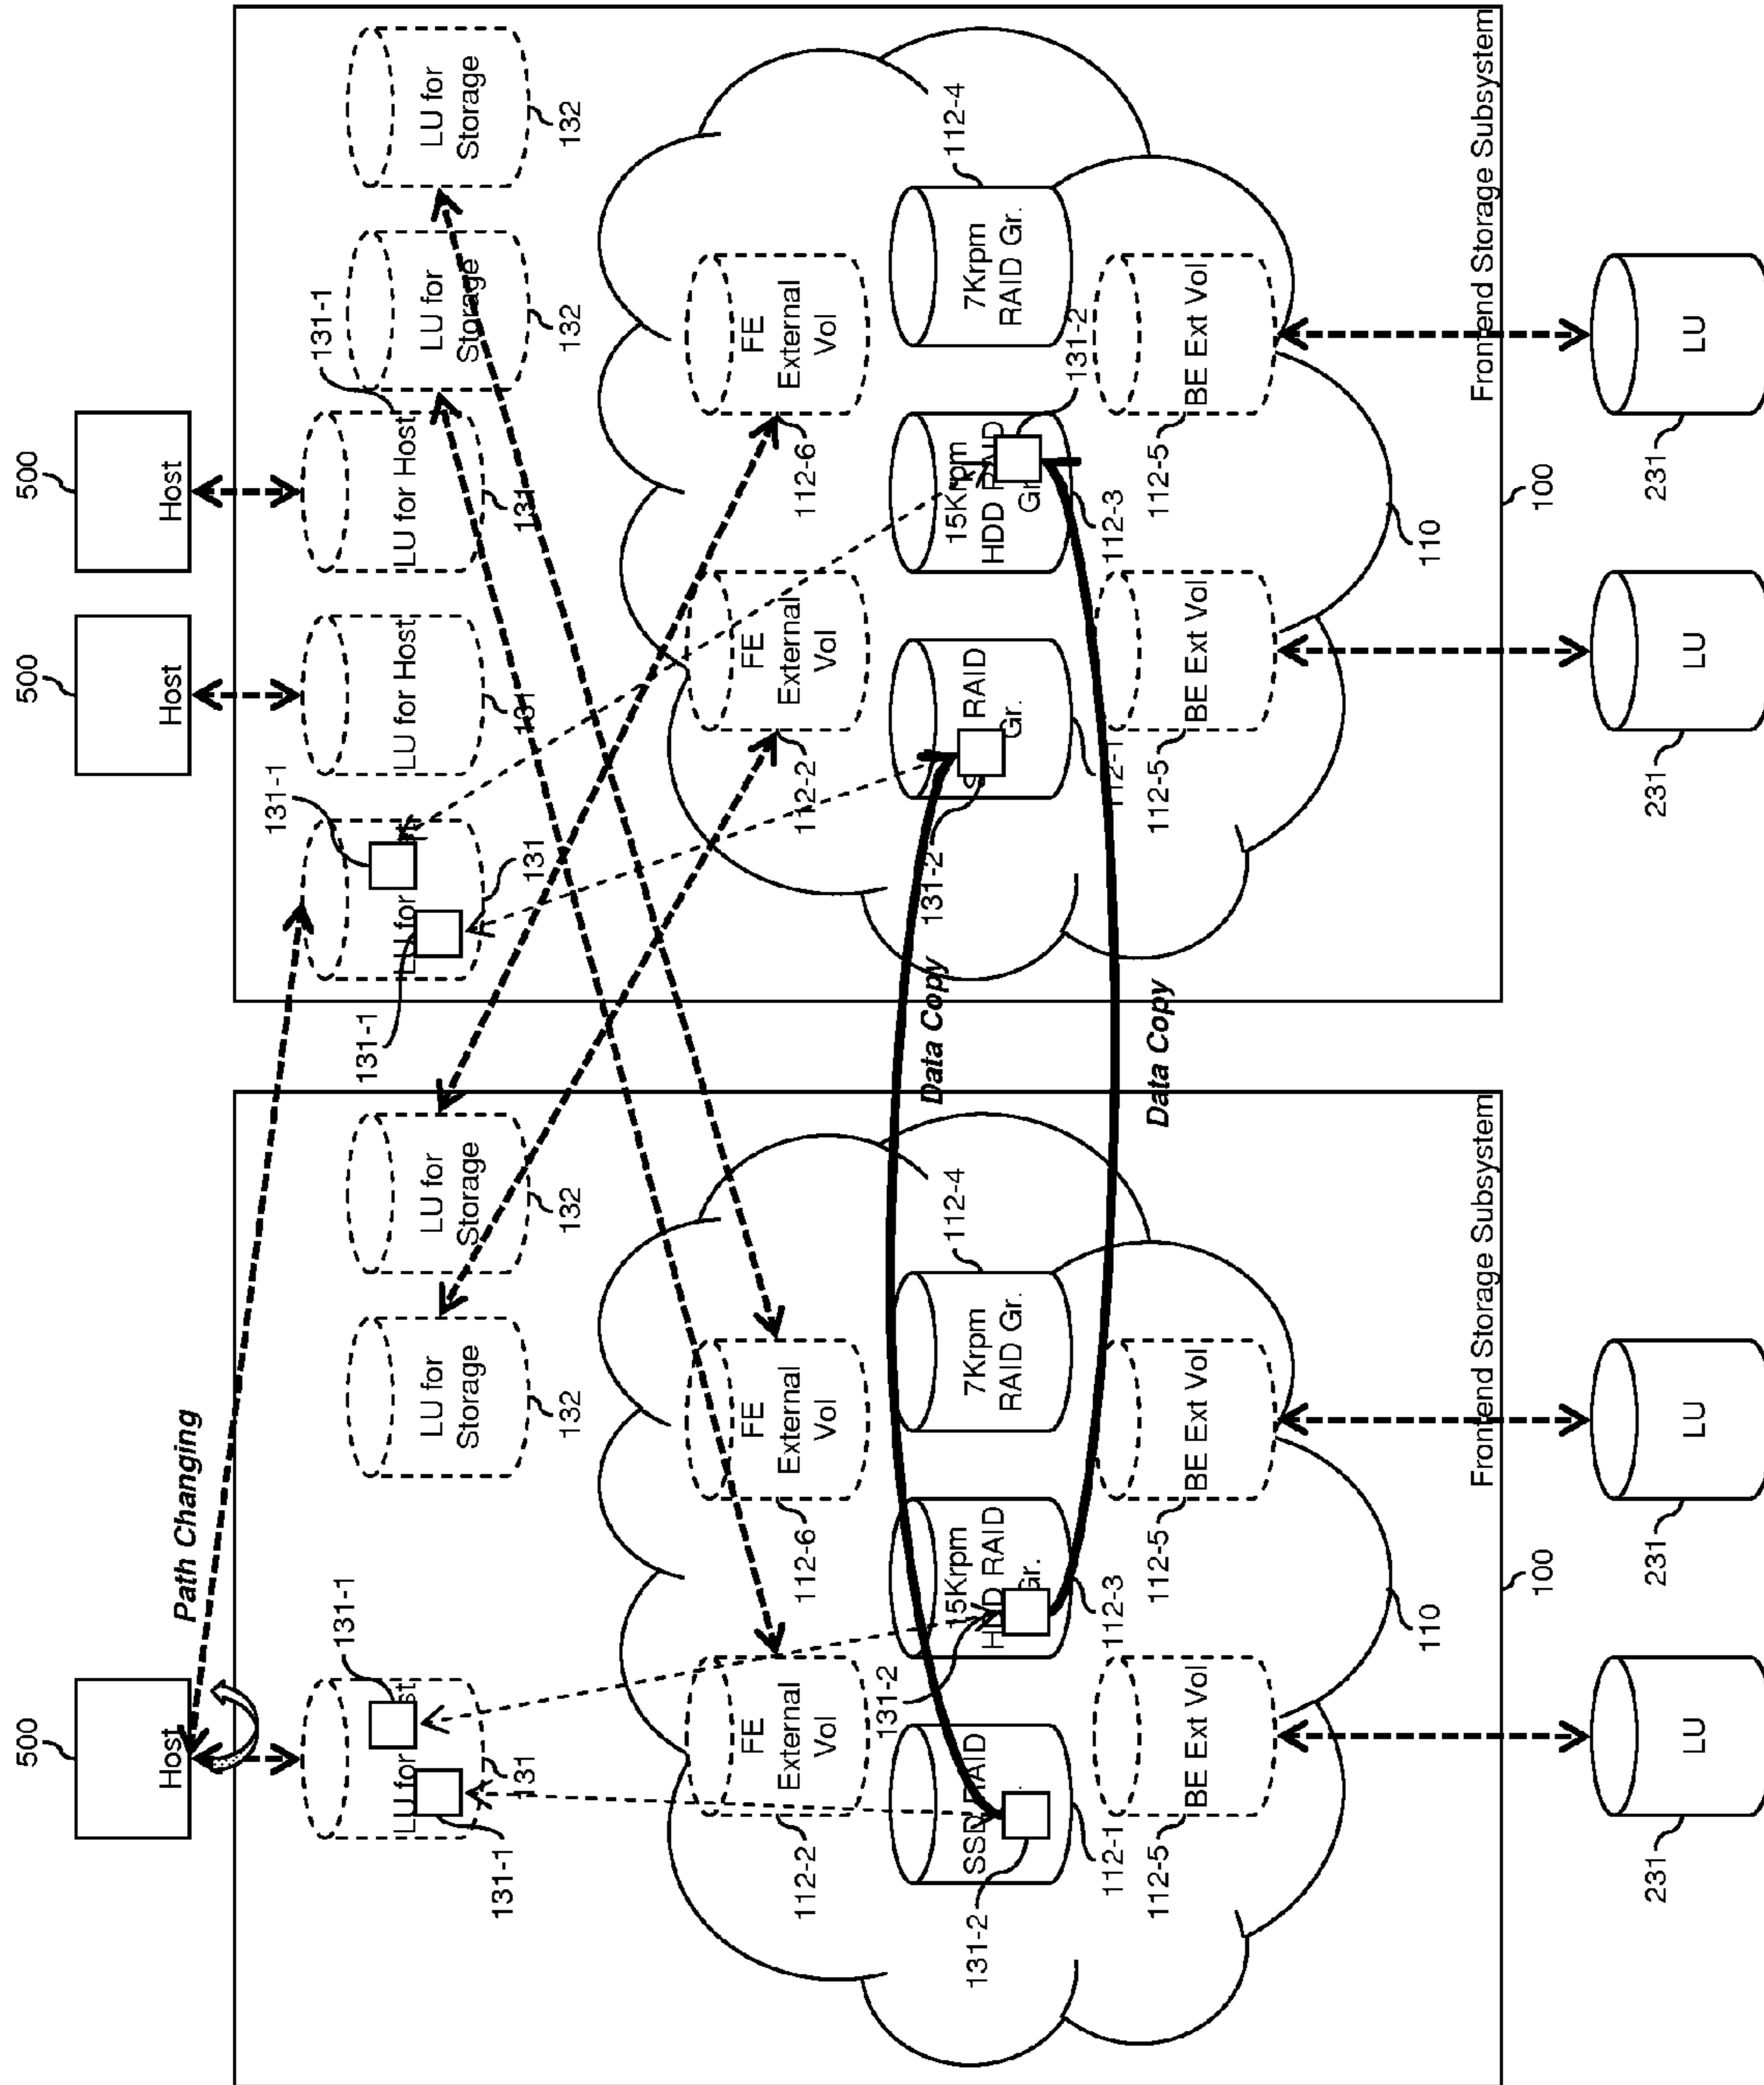 500
500
500
Host
Host
Host
Path Changing
131-1
131-1
131-1
LU for
LU for
Storage
LU for
Storage
LU for
LU for Host
LU for Host
LU for
Storage
LU for
Storage
131-1
131
132
132
131-1
131
131
131
132
132
131-1
FE
External
Vol
FE
External
Vol
FE
External
Vol
FE
External
Vol
112-2
112-6
112-2
112-6
131-2
112-4
112-4
SSD RAID
15Krpm
HDD RAID
Gr.
7Krpm
RAID Gr.
Data Copy
RAID
Gr.
15Krpm
HDD RAID
Gr.
7Krpm
RAID Gr.
131-2
131-2
131-2
112-1
112-3
112-1
112-3
Data Copy
BE Ext Vol
BE Ext Vol
BE Ext Vol
BE Ext Vol
112-5
112-5
112-5
112-5
110
110
Frontend Storage Subsystem
Frontend Storage Subsystem
100
100
LU
LU
LU
LU
231
231
231
231